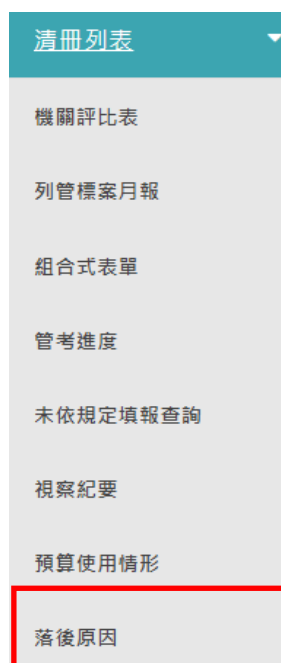 清冊列表
機關評比表
列管標案月報
組合式表單
管考進度
未依規定填報查詢
視察紀要
預算使用情形
落後原因